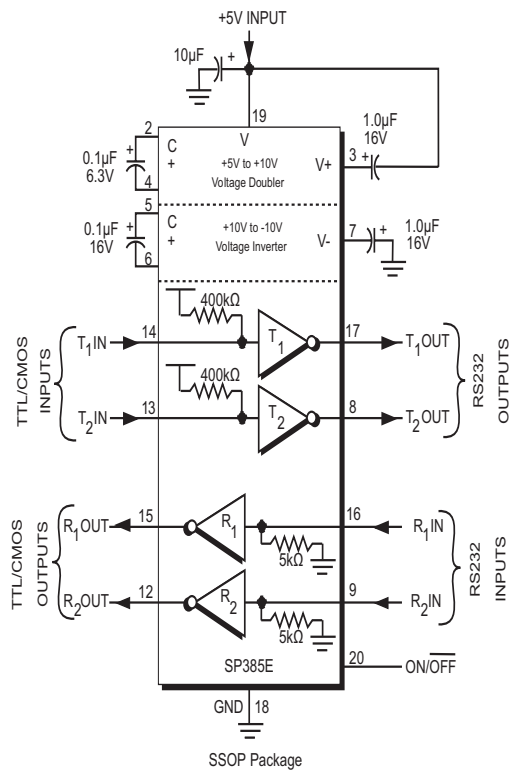 +5V INPUT
10µF
+
19
2
C
+
V
+5V to +10V
Voltage Doubler
V+
3
+
1.0µF
16V
0.1µF
6.3V
+
4
5
C
+
+10V to -10V
Voltage Inverter
V-
7
+
1.0µF
16V
0.1µF
16V
+
6
400kΩ
T1IN
14
T1
17
T1OUT
400kΩ
T2IN
13
T2
8
T2OUT
TTL/CMOS
INPUTS
RS232
OUTPUTS
R1OUT
15
R1
16
R1IN
5kΩ
R2OUT
12
R2
9
R2IN
5kΩ
TTL/CMOS
OUTPUTS
RS232
INPUTS
SP385E
20
ON/OFF
GND
18
SSOP Package